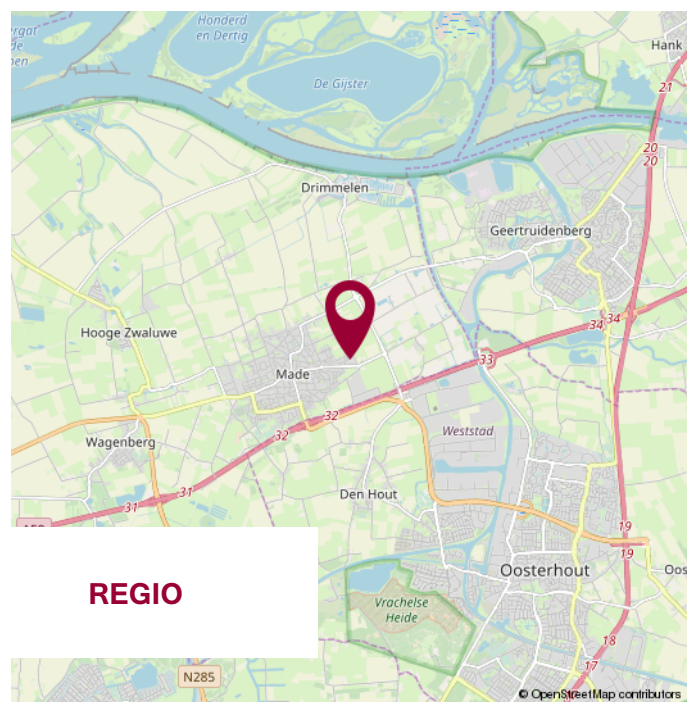 Honderd
en Dertig
de
De Gijster
Hank
21
20
20
Drimmelen
Geertruidenberg
34
34
Hooge Zwaluwe
33
Made
32
32
Weststad
Wagenberg
31
31
Den Hout
19
19
Oosterhout
REGIO
Vrachelse
Heide
18
17
N285
© OpenStreetMap contributors